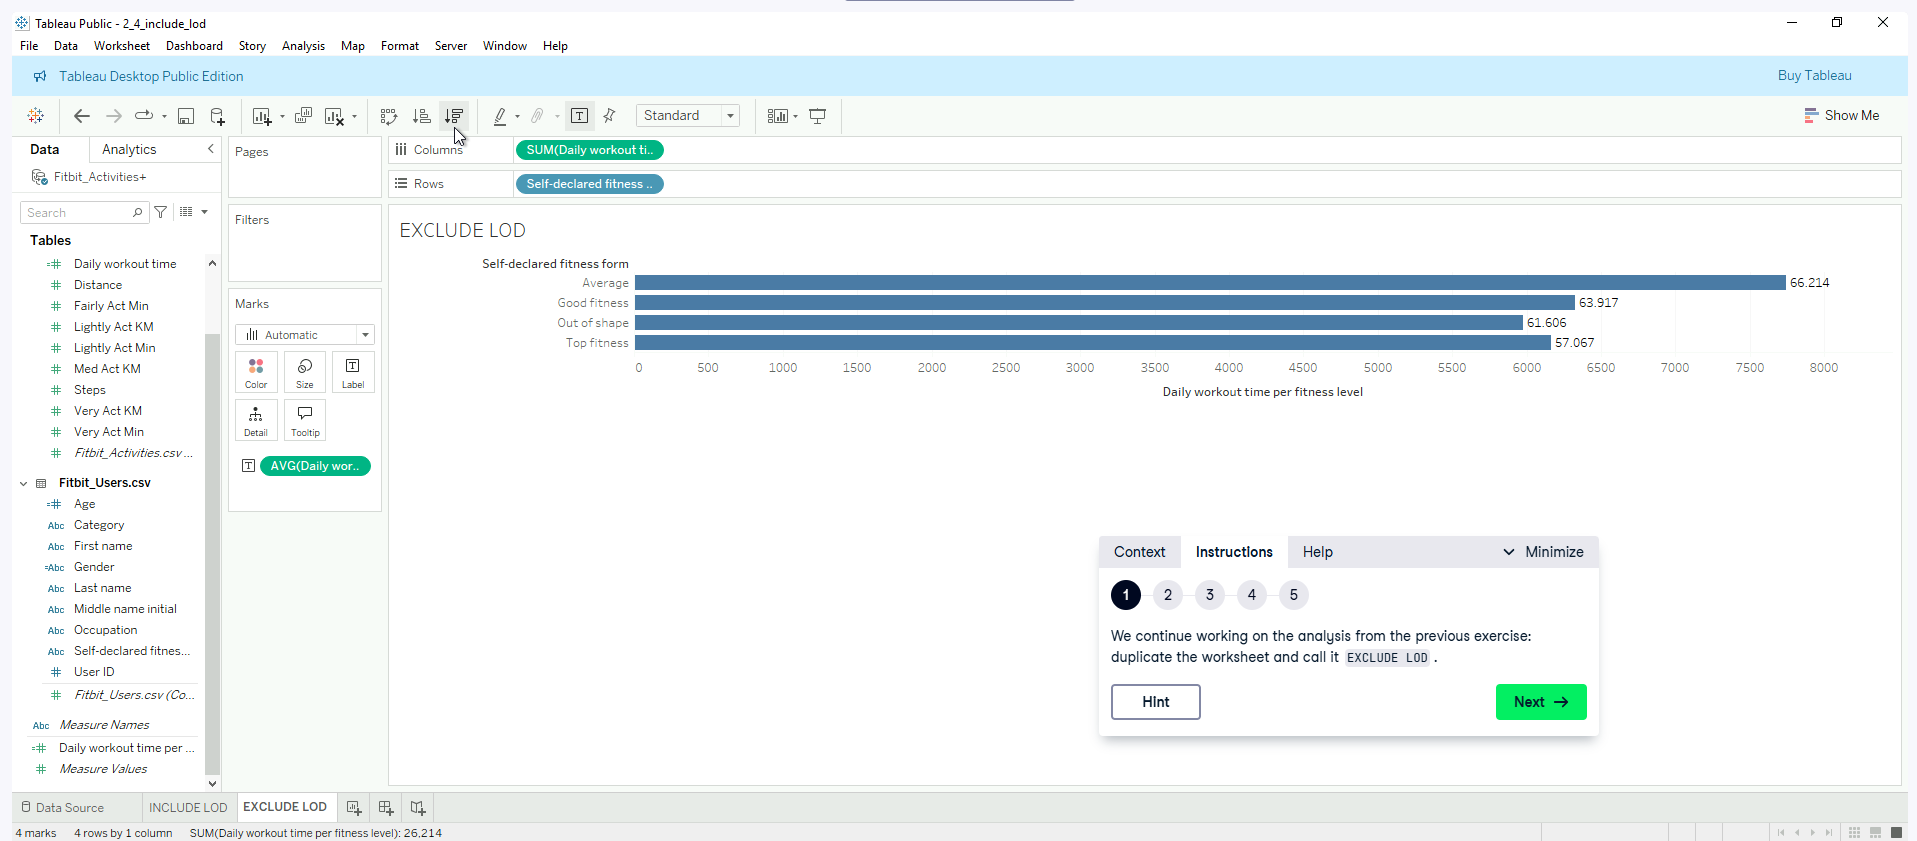 Tableau Public - 2_4_include_lod
File Data Worksheet Dashboard Story Analysis Map Format Server Window Help
Tableau Desktop Public Edition
Buy Tableau
Standard
Show Me
Data
Analytics
Fitbit_Activities+
Search
Tables
Daily workout time
Distance
Fairly Act Min
Lightly Act KM
Lightly Act Min
Med Act KM
Steps
Very Act KM
Very Act Min
Fitbit_Activities.csv ...
Fitbit_Users.csv
Age
Abc Category
Abc First name
=Abc Gender
Abc Last name
Abc Middle name initial
Abc Occupation
Abc Self-declared fitnes...
User ID
Fitbit_Users.csv (Co...
Abc Measure Names
Daily workout time per ...
Measure Values
Pages
Filters
Marks
Automatic
Color
Size
Label
Detail
Tooltip
AVG(Daily wor..
Columns
SUM(Daily workout ti..
Rows
Self-declared fitness ..
EXCLUDE LOD
Self-declared fitness form
Average 66.214
Good fitness 63.917
Out of shape 61.606
Top fitness 57.067
0 500 1000 1500 2000 2500 3000 3500 4000 4500 5000 5500 6000 6500 7000 7500 8000
Daily workout time per fitness level
Context
Instructions
Help
Minimize
1 2 3 4 5
We continue working on the analysis from the previous exercise:
duplicate the worksheet and call it EXCLUDE LOD .
Hint
Next
Data Source
INCLUDE LOD
EXCLUDE LOD
4 marks 4 rows by 1 column SUM(Daily workout time per fitness level): 26,214